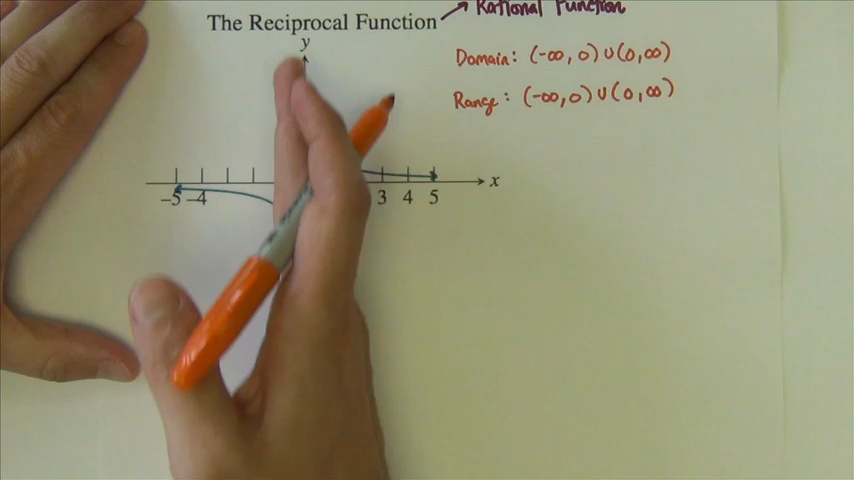 Rational Function
The Reciprocal Function
y
Domain: (-∞, 0) ∪ (0, ∞)
Range: (-∞, 0) ∪ (0, ∞)
x
-5 -4 3 4 5